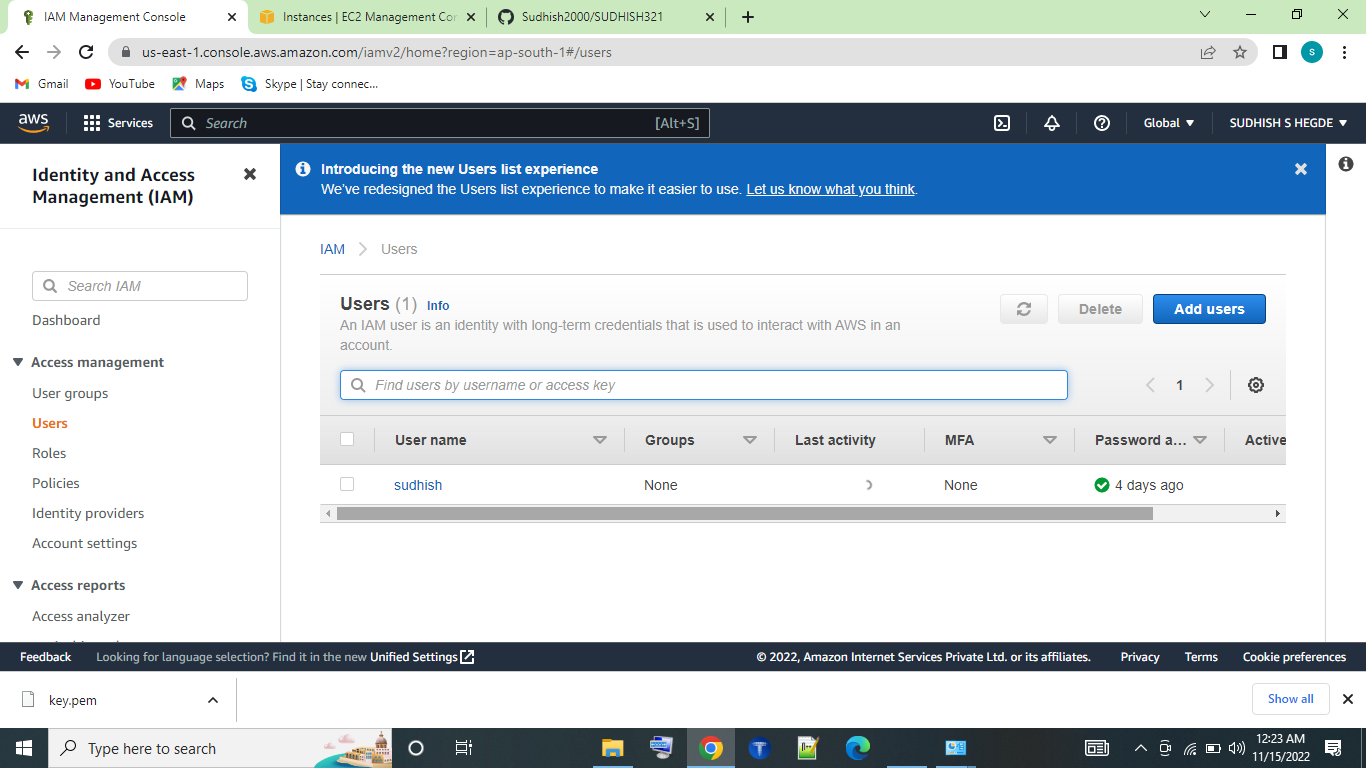 IAM Management Console
Instances | EC2 Management Cor
Sudhish2000/SUDHISH321
us-east-1.console.aws.amazon.com/iamv2/home?region=ap-south-1#/users
S
Gmail
YouTube
Maps
Skype | Stay connec...
aws
Services
Search
[Alt+S]
Global
SUDHISH S HEGDE
Identity and Access
Management (IAM)
Search IAM
Dashboard
Access management
User groups
Users
Roles
Policies
Identity providers
Account settings
Access reports
Access analyzer
Introducing the new Users list experience
We've redesigned the Users list experience to make it easier to use. Let us know what you think.
IAM
Users
Users (1) Info
An IAM user is an identity with long-term credentials that is used to interact with AWS in an
account.
Delete
Add users
Find users by username or access key
1
User name
Groups
Last activity
MFA
Password a...
Active
sudhish
None
None
4 days ago
Feedback
Looking for language selection? Find it in the new Unified Settings
© 2022, Amazon Internet Services Private Ltd. or its affiliates.
Privacy
Terms
Cookie preferences
key.pem
Show all
Type here to search
12:23 AM
11/15/2022